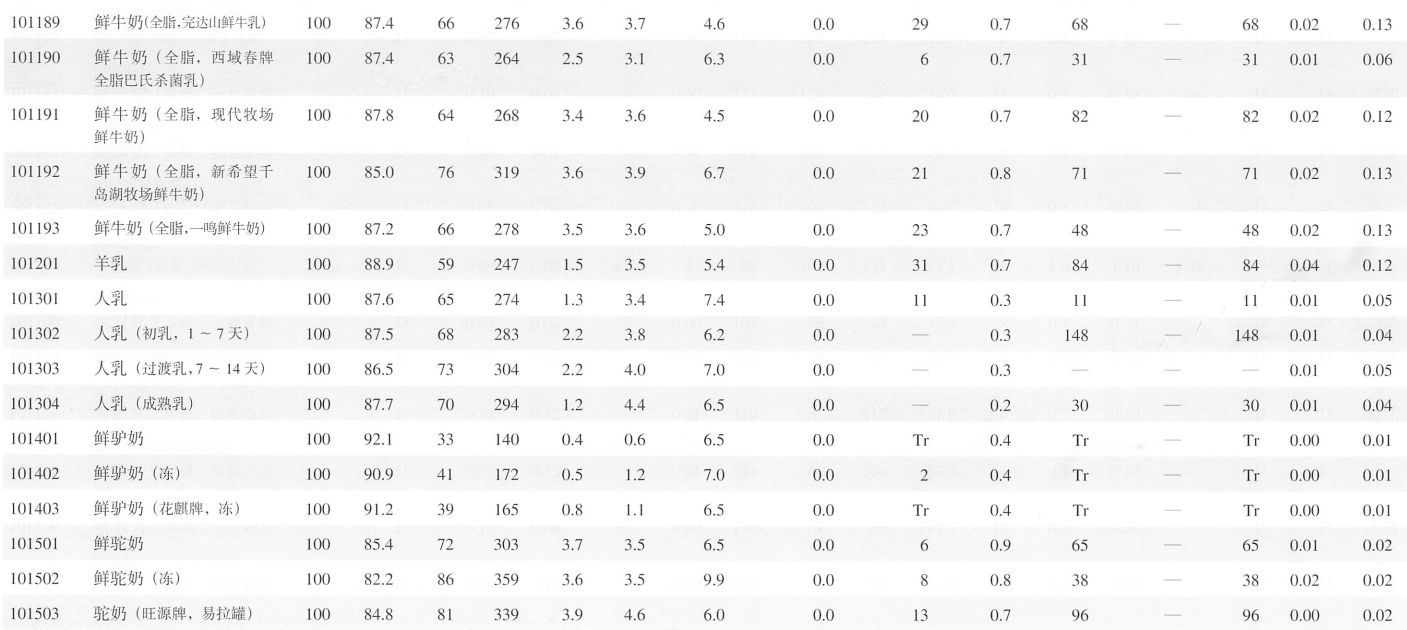 101189 鲜牛奶(全脂,完达山鲜牛乳) 100 87.4 66 276 3.6 3.7 4.6 0.0 29 0.7 68 — 68 0.02 0.13
101190 鲜牛奶（全脂，西域春牌 100 87.4 63 264 2.5 3.1 6.3 0.0 6 0.7 31 — 31 0.01 0.06
全脂巴氏杀菌乳）
101191 鲜牛奶（全脂，现代牧场 100 87.8 64 268 3.4 3.6 4.5 0.0 20 0.7 82 — 82 0.02 0.12
鲜牛奶）
101192 鲜牛奶（全脂，新希望千 100 85.0 76 319 3.6 3.9 6.7 0.0 21 0.8 71 — 71 0.02 0.13
岛湖牧场鲜牛奶）
101193 鲜牛奶（全脂,一鸣鲜牛奶） 100 87.2 66 278 3.5 3.6 5.0 0.0 23 0.7 48 — 48 0.02 0.13
101201 羊乳 100 88.9 59 247 1.5 3.5 5.4 0.0 31 0.7 84 — 84 0.04 0.12
101301 人乳 100 87.6 65 274 1.3 3.4 7.4 0.0 11 0.3 11 — 11 0.01 0.05
101302 人乳（初乳，1 ~ 7 天） 100 87.5 68 283 2.2 3.8 6.2 0.0 — 0.3 148 — 148 0.01 0.04
101303 人乳（过渡乳,7 ~ 14 天） 100 86.5 73 304 2.2 4.0 7.0 0.0 — 0.3 — — — 0.01 0.05
101304 人乳（成熟乳） 100 87.7 70 294 1.2 4.4 6.5 0.0 — 0.2 30 — 30 0.01 0.04
101401 鲜驴奶 100 92.1 33 140 0.4 0.6 6.5 0.0 Tr 0.4 Tr — Tr 0.00 0.01
101402 鲜驴奶（冻） 100 90.9 41 172 0.5 1.2 7.0 0.0 2 0.4 Tr — Tr 0.00 0.01
101403 鲜驴奶（花麒牌，冻） 100 91.2 39 165 0.8 1.1 6.5 0.0 Tr 0.4 Tr — Tr 0.00 0.01
101501 鲜驼奶 100 85.4 72 303 3.7 3.5 6.5 0.0 6 0.9 65 — 65 0.01 0.02
101502 鲜驼奶（冻） 100 82.2 86 359 3.6 3.5 9.9 0.0 8 0.8 38 — 38 0.02 0.02
101503 驼奶（旺源牌，易拉罐） 100 84.8 81 339 3.9 4.6 6.0 0.0 13 0.7 96 — 96 0.00 0.02